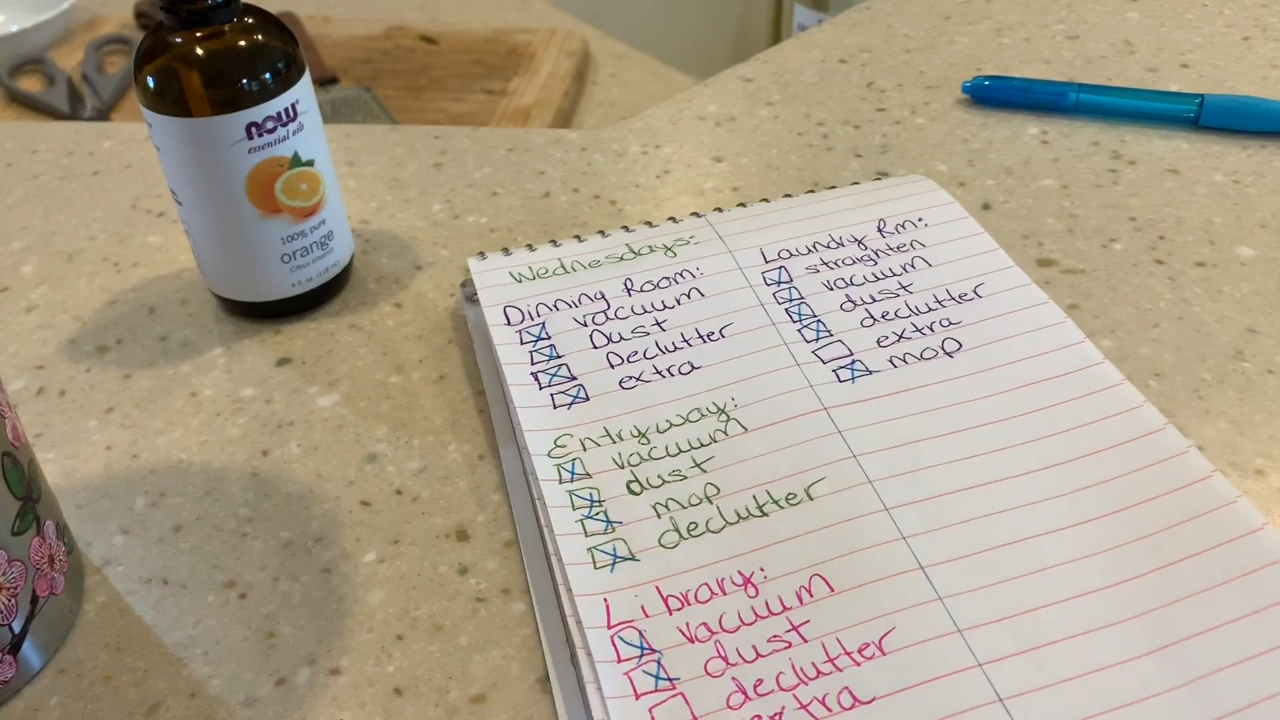 NOW
essential oils
100% pure
orange
Wednesdays:
Dinning Room:
vacuum
Dust
Declutter
extra
Entryway:
vacuum
dust
mop
declutter
Library:
vacuum
dust
declutter
extra
Laundry Rm:
straighten
vacuum
dust
declutter
extra
mop